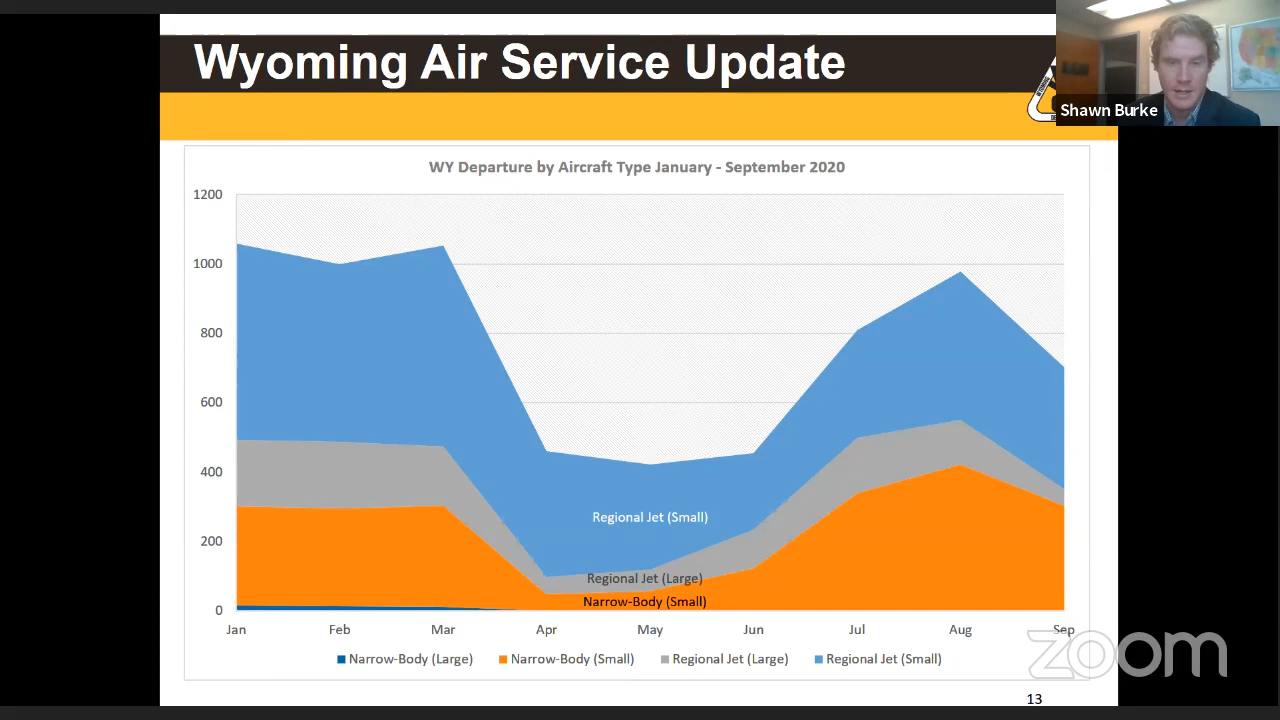 Wyoming Air Service Update
Shawn Burke
WY Departure by Aircraft Type January - September 2020
1200
1000
800
600
400
200
0
Regional Jet (Small)
Regional Jet (Large)
Narrow-Body (Small)
Jan Feb Mar Apr May Jun Jul Aug Sep
Narrow-Body (Large) Narrow-Body (Small) Regional Jet (Large) Regional Jet (Small)
zoom
13